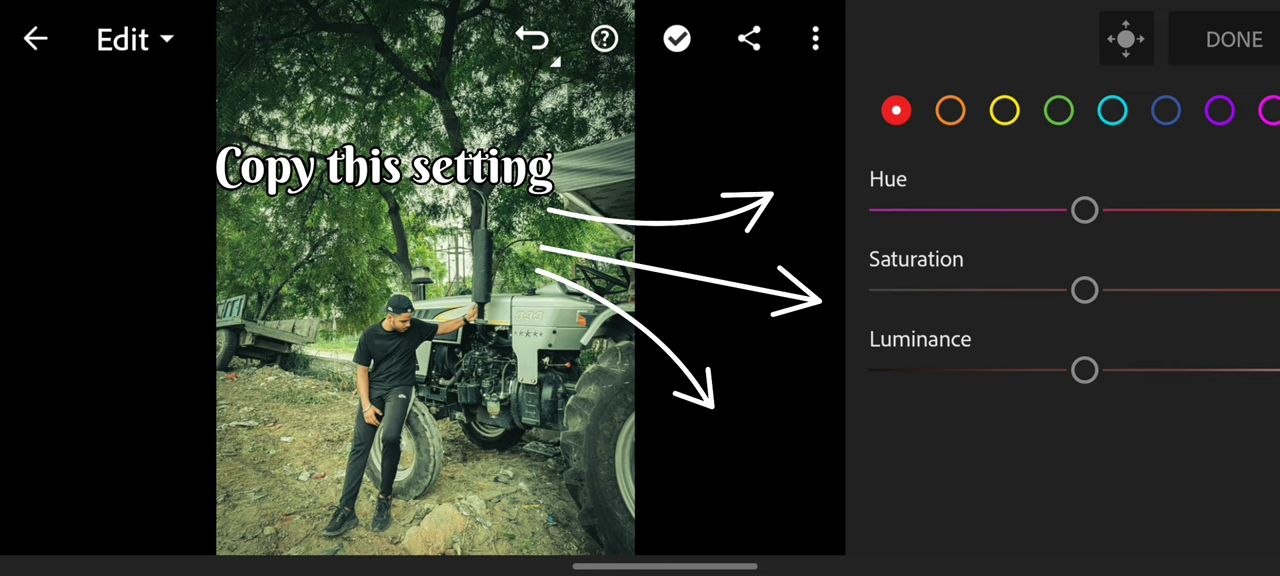 Edit
DONE
Copy this setting
Hue
Saturation
Luminance